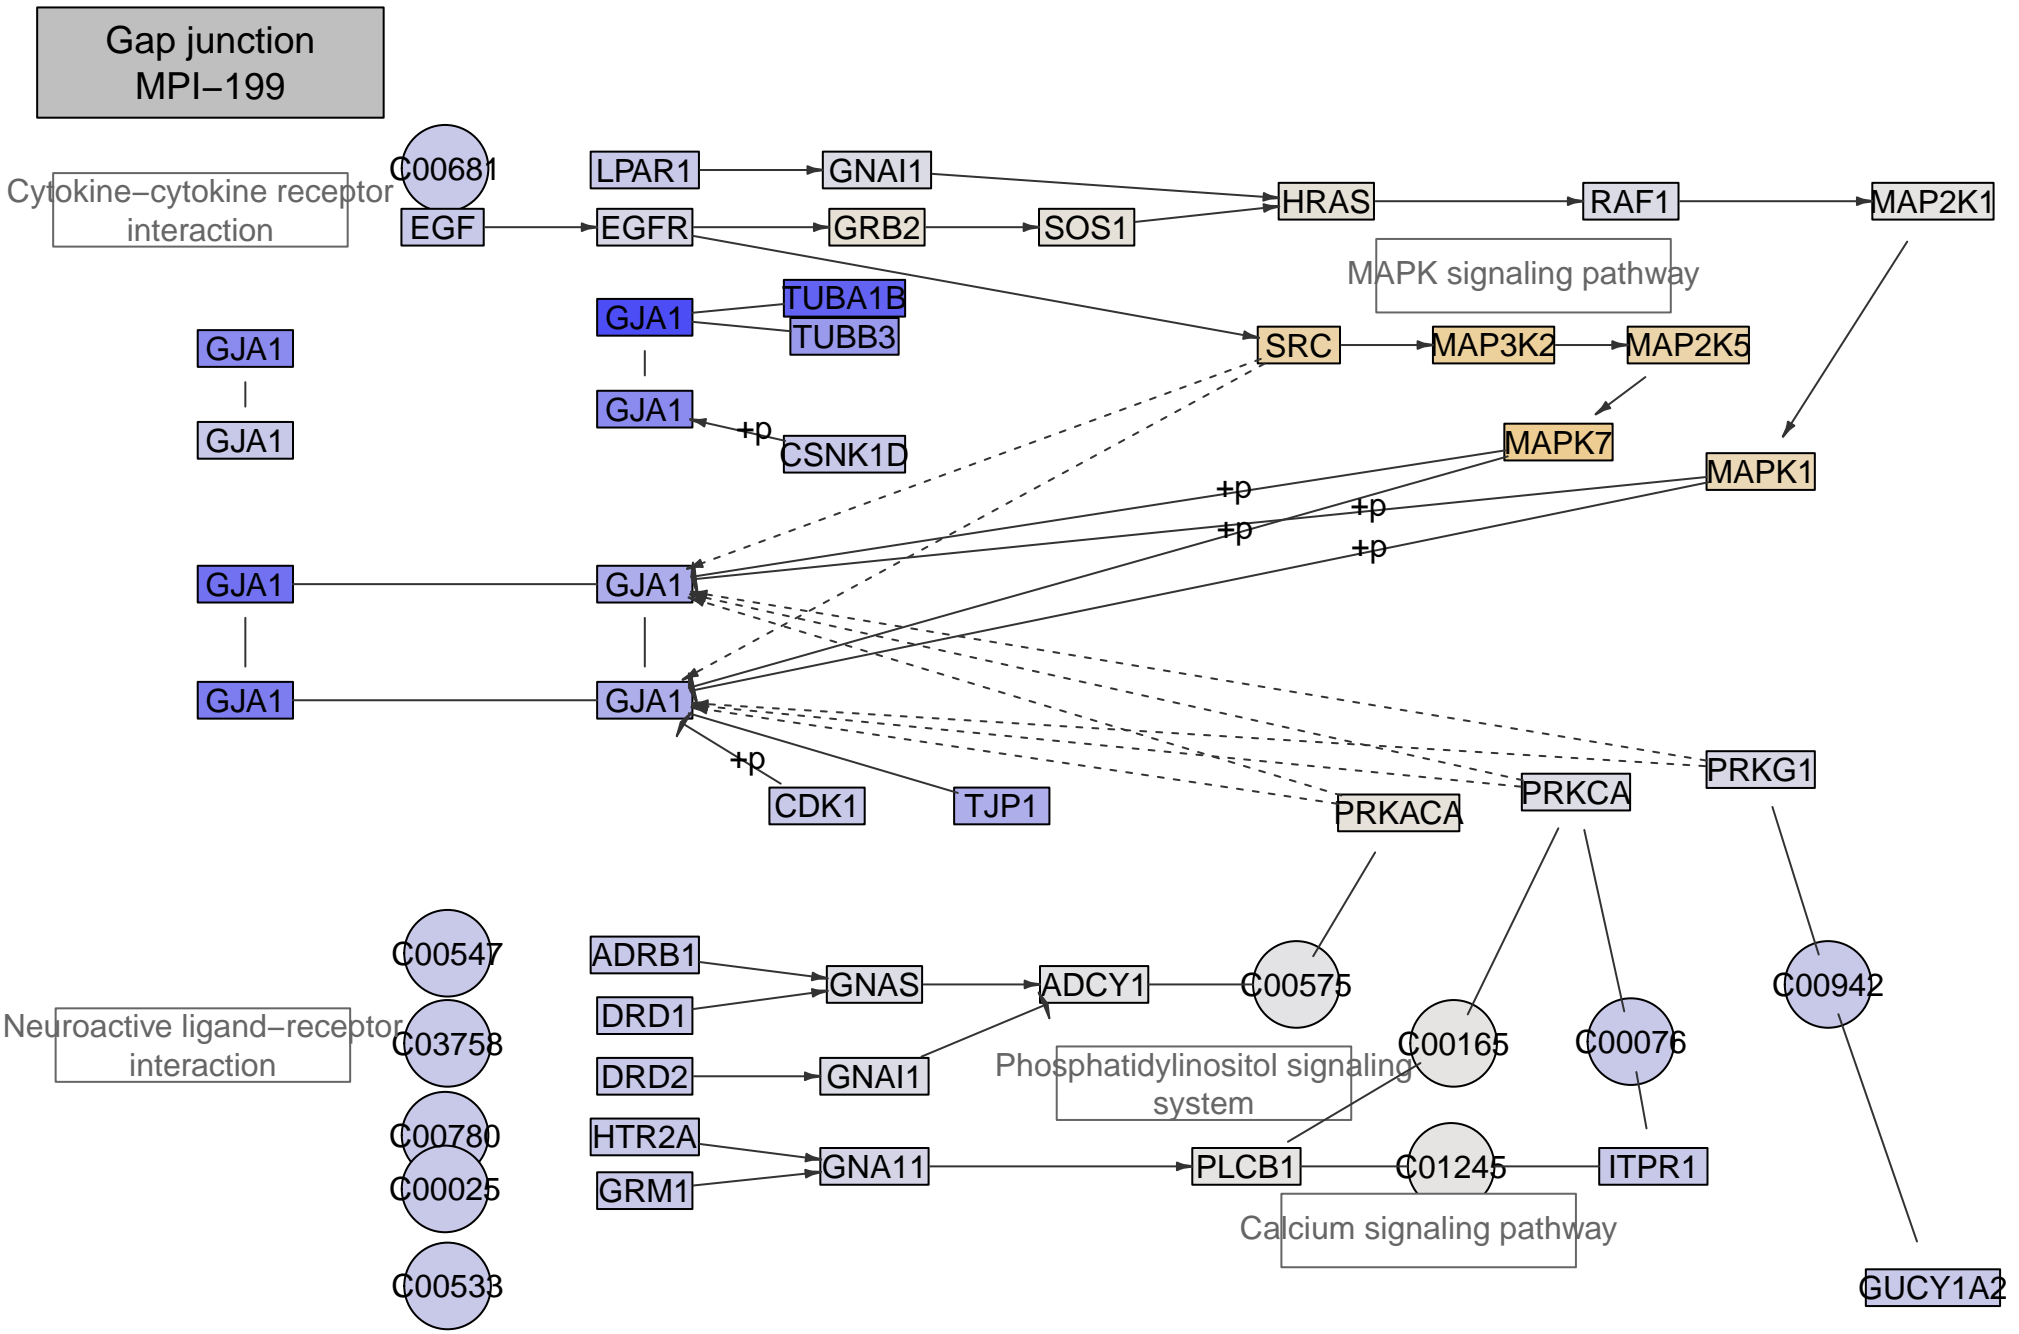 Gap junction
MPI−199
C00681
LPAR1
GNAI1
Cytokine−cytokine receptor
interaction
HRAS
RAF1
MAP2K1
EGF
EGFR
GRB2
SOS1
MAPK signaling pathway
TUBA1B
GJA1
TUBB3
GJA1
SRC
MAP3K2
MAP2K5
GJA1
+p
GJA1
CSNK1D
MAPK7
MAPK1
+p
+p
+p
+p
GJA1
GJA1
GJA1
GJA1
+p
CDK1
TJP1
PRKACA
PRKCA
PRKG1
C00547
ADRB1
GNAS
ADCY1
C00575
C00942
DRD1
Neuroactive ligand−receptor
interaction
C03758
C00165
C00076
DRD2
GNAI1
Phosphatidylinositol signaling
system
C00780
HTR2A
GNA11
PLCB1
C01245
ITPR1
C00025
GRM1
Calcium signaling pathway
C00533
GUCY1A2